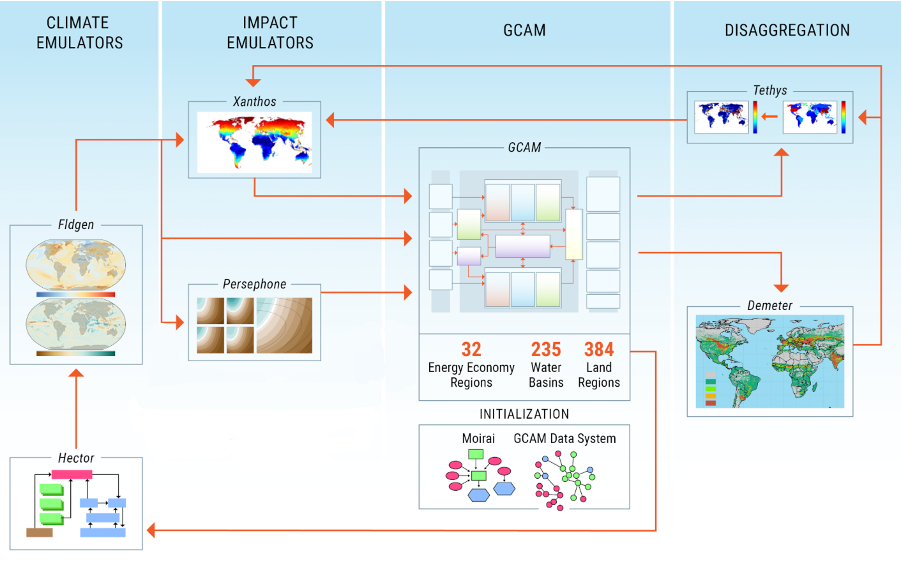 CLIMATE
EMULATORS
IMPACT
EMULATORS
GCAM
DISAGGREGATION
Xanthos
Tethys
GCAM
Fldgen
Persephone
Demeter
32
Energy Economy
Regions
235
Water
Basins
384
Land
Regions
INITIALIZATION
Moirai
GCAM Data System
Hector